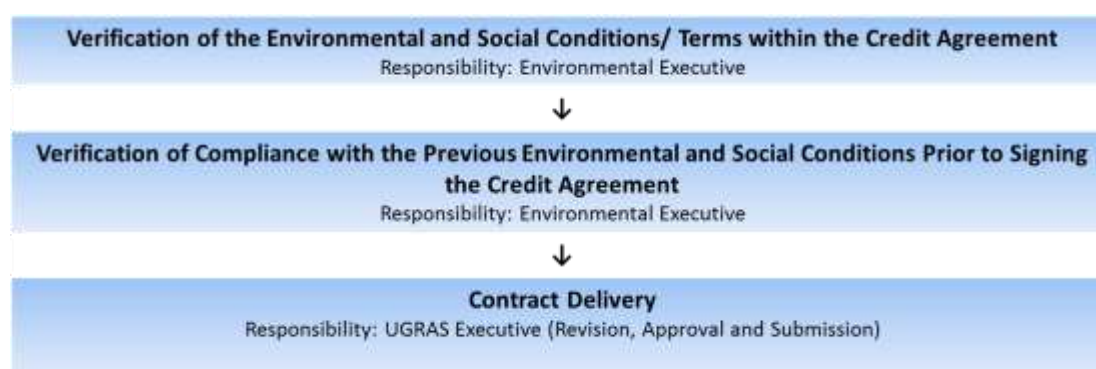 Verification of the Environmental and Social Conditions/ Terms within the Credit Agreement
Responsibility: Environmental Executive
↓
Verification of Compliance with the Previous Environmental and Social Conditions Prior to Signing
the Credit Agreement
Responsibility: Environmental Executive
↓
Contract Delivery
Responsibility: UGRAS Executive (Revision, Approval and Submission)